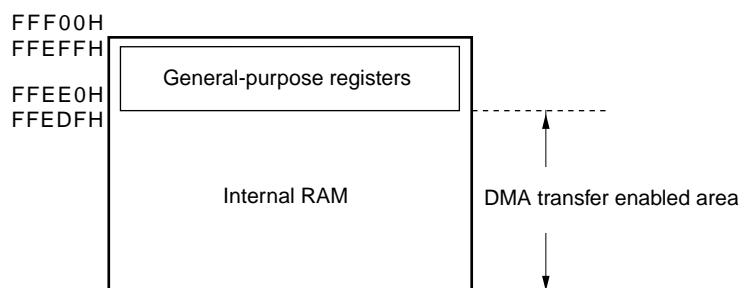 FFF00H
FFEFFH
General-purpose registers
FFEE0H
FFEDFH
Internal RAM
DMA transfer enabled area